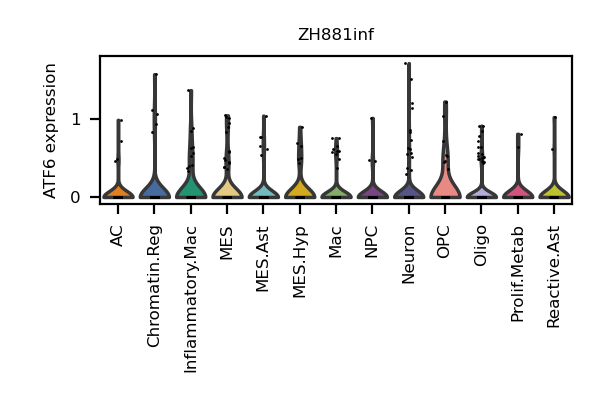 ZH881inf
ATF6 expression
1
0
AC
Chromatin.Reg
Inflammatory.Mac
MES
MES.Ast
MES.Hyp
Mac
NPC
Neuron
OPC
Oligo
Prolif.Metab
Reactive.Ast